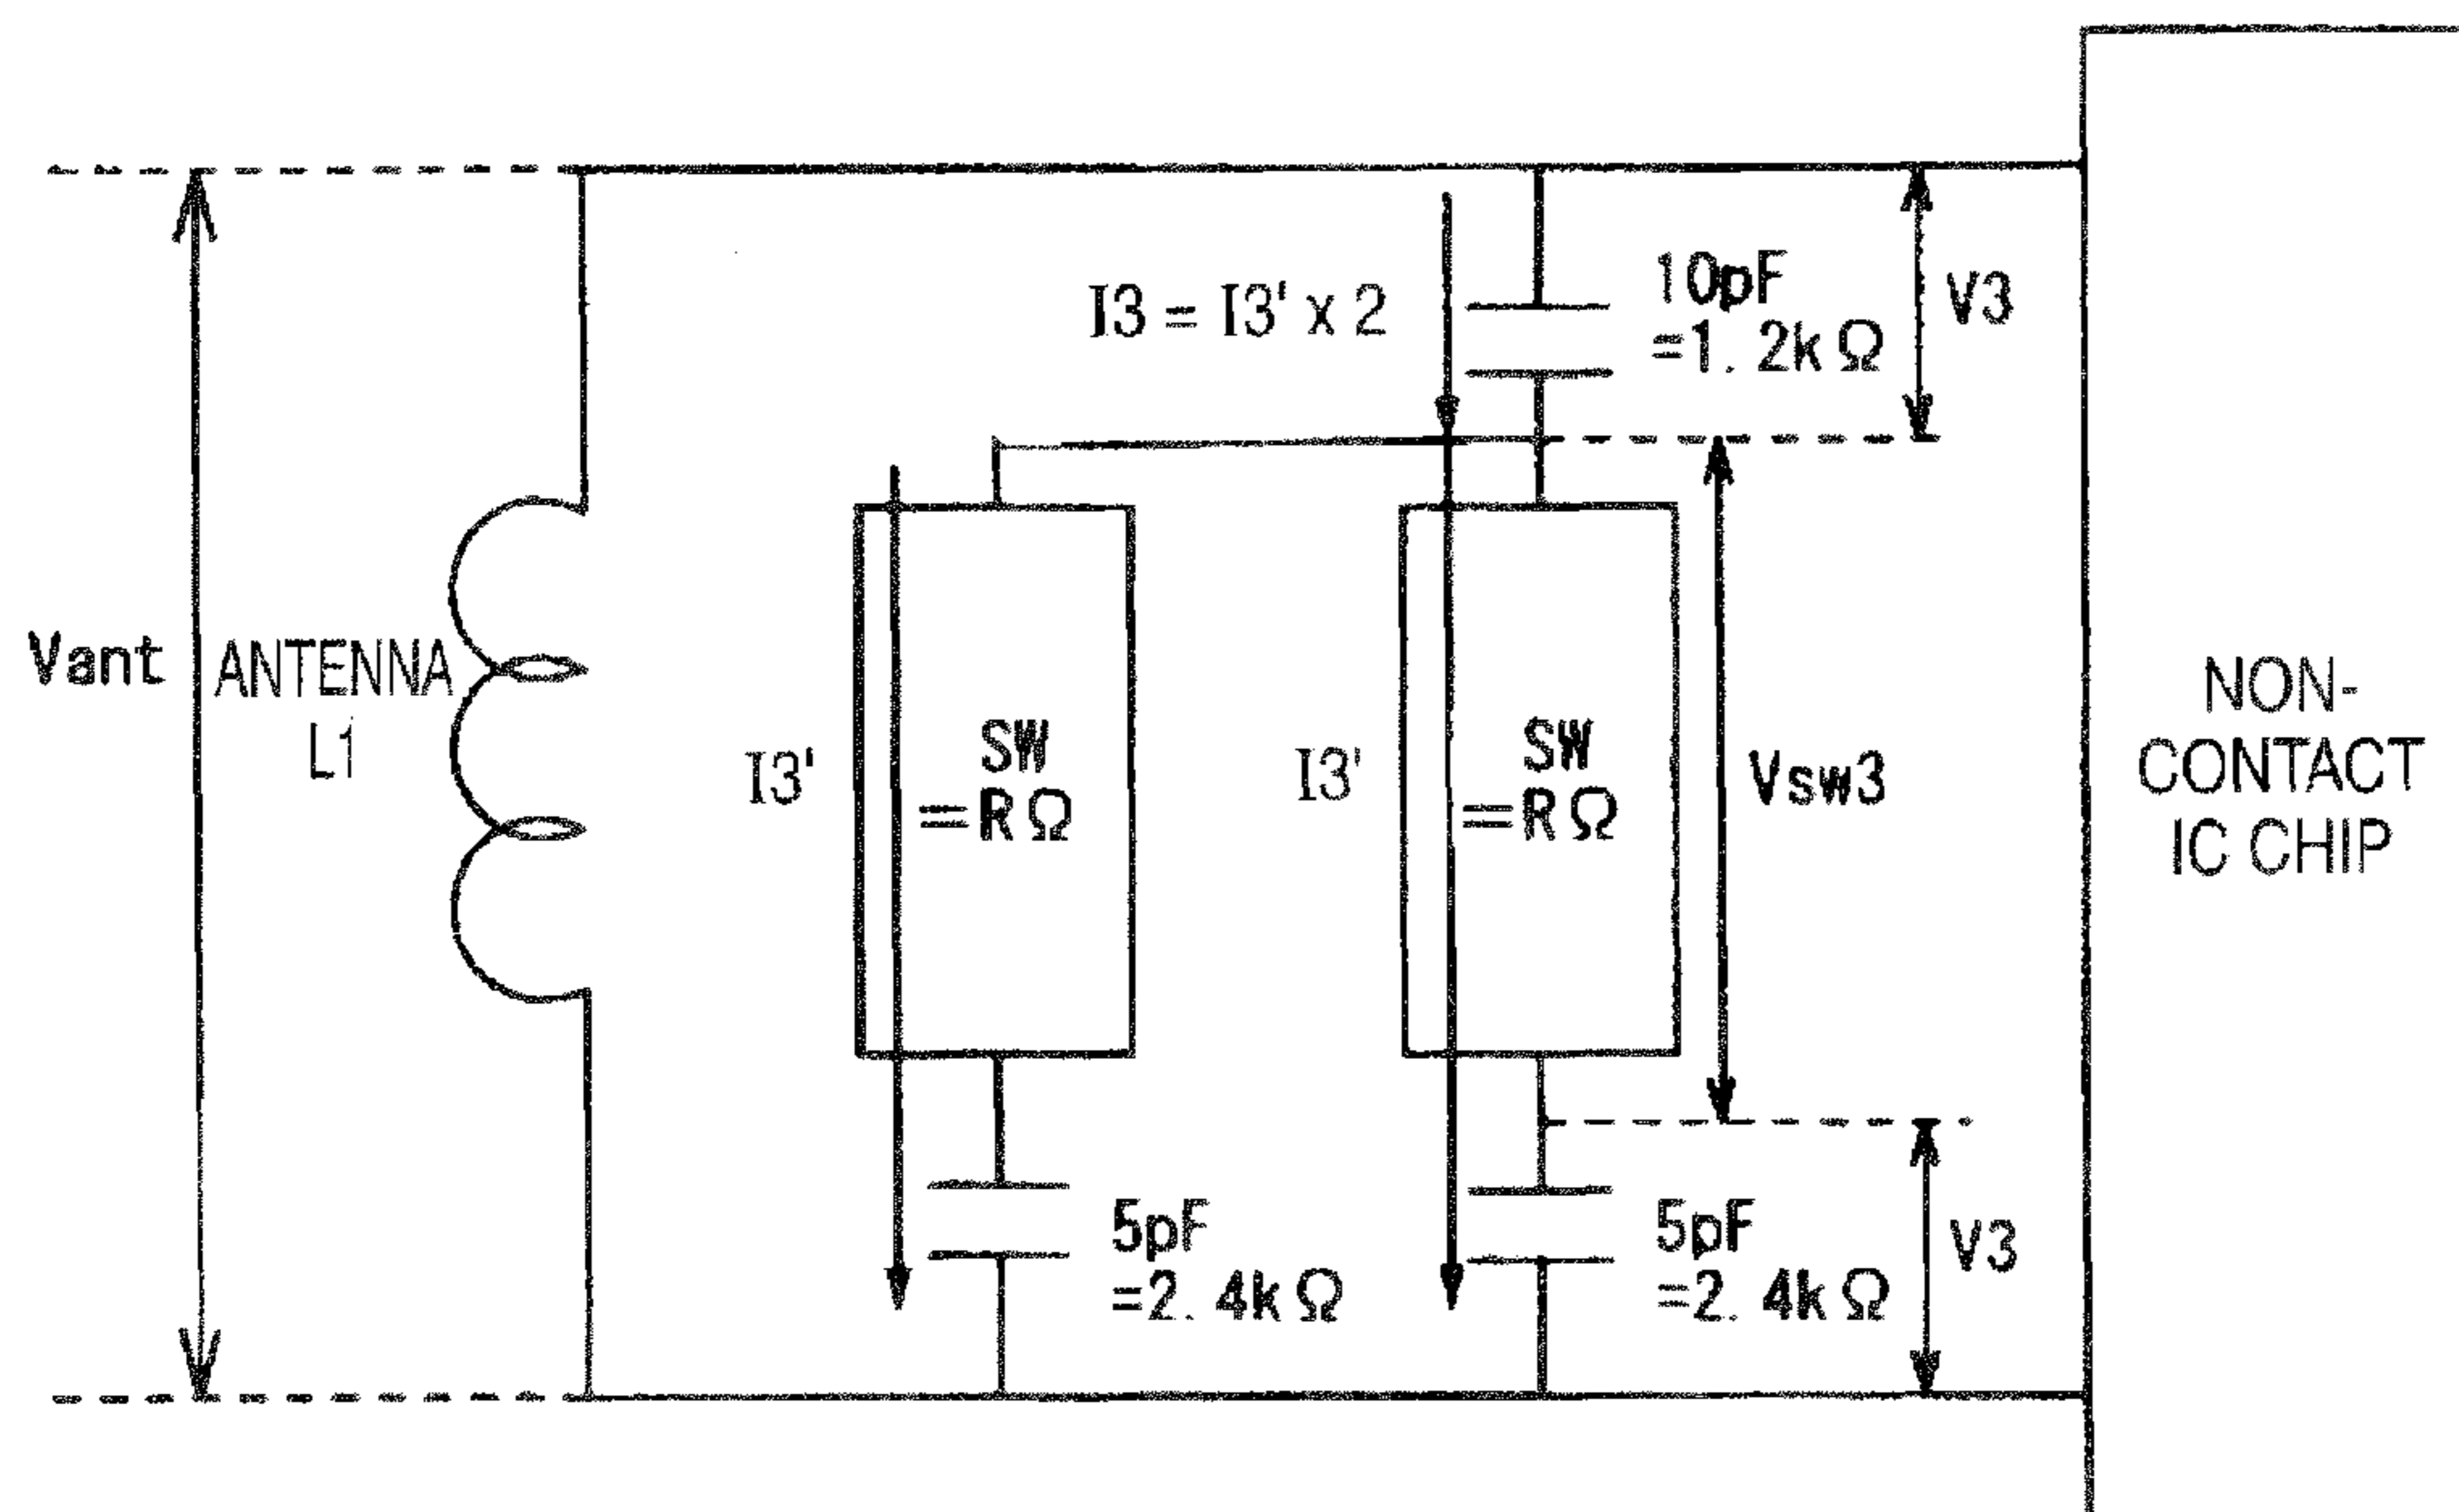 I3 = I3' x 2
10pF
=1.2kΩ
V3
Vant
ANTENNA
L1
I3'
SW
=RΩ
I3'
SW
=RΩ
Vsw3
NON-
CONTACT
IC CHIP
5pF
=2.4kΩ
5pF
=2.4kΩ
V3